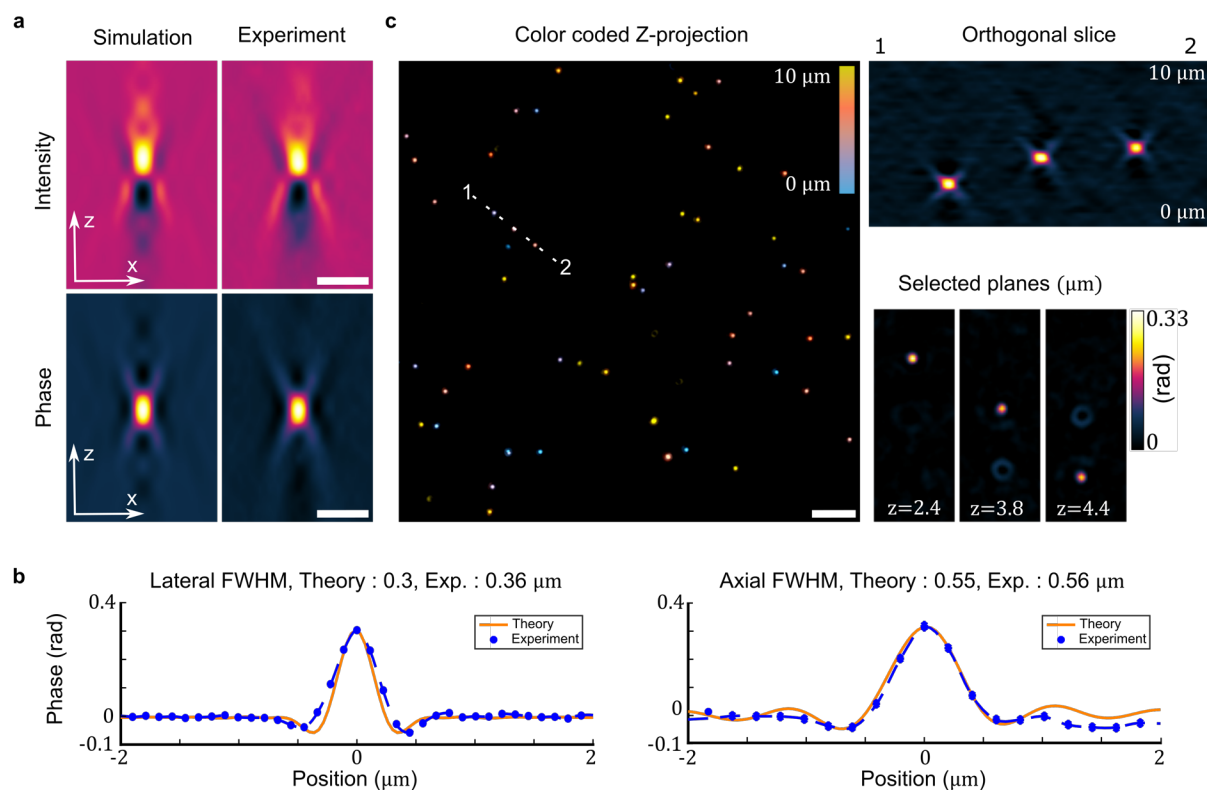 a
Simulation
Experiment
Intensity
z
x
Phase
z
x
c
Color coded Z-projection
10 μm
0 μm
1
2
1
Orthogonal slice
2
10 μm
0 μm
Selected planes (μm)
z=2.4
z=3.8
z=4.4
0.33
(rad)
0
b
Lateral FWHM, Theory : 0.3, Exp. : 0.36 μm
0.4
0
-0.1
Phase (rad)
Theory
Experiment
-2
0
2
Position (μm)
Axial FWHM, Theory : 0.55, Exp. : 0.56 μm
0.4
0
-0.1
Theory
Experiment
-2
0
2
Position (μm)